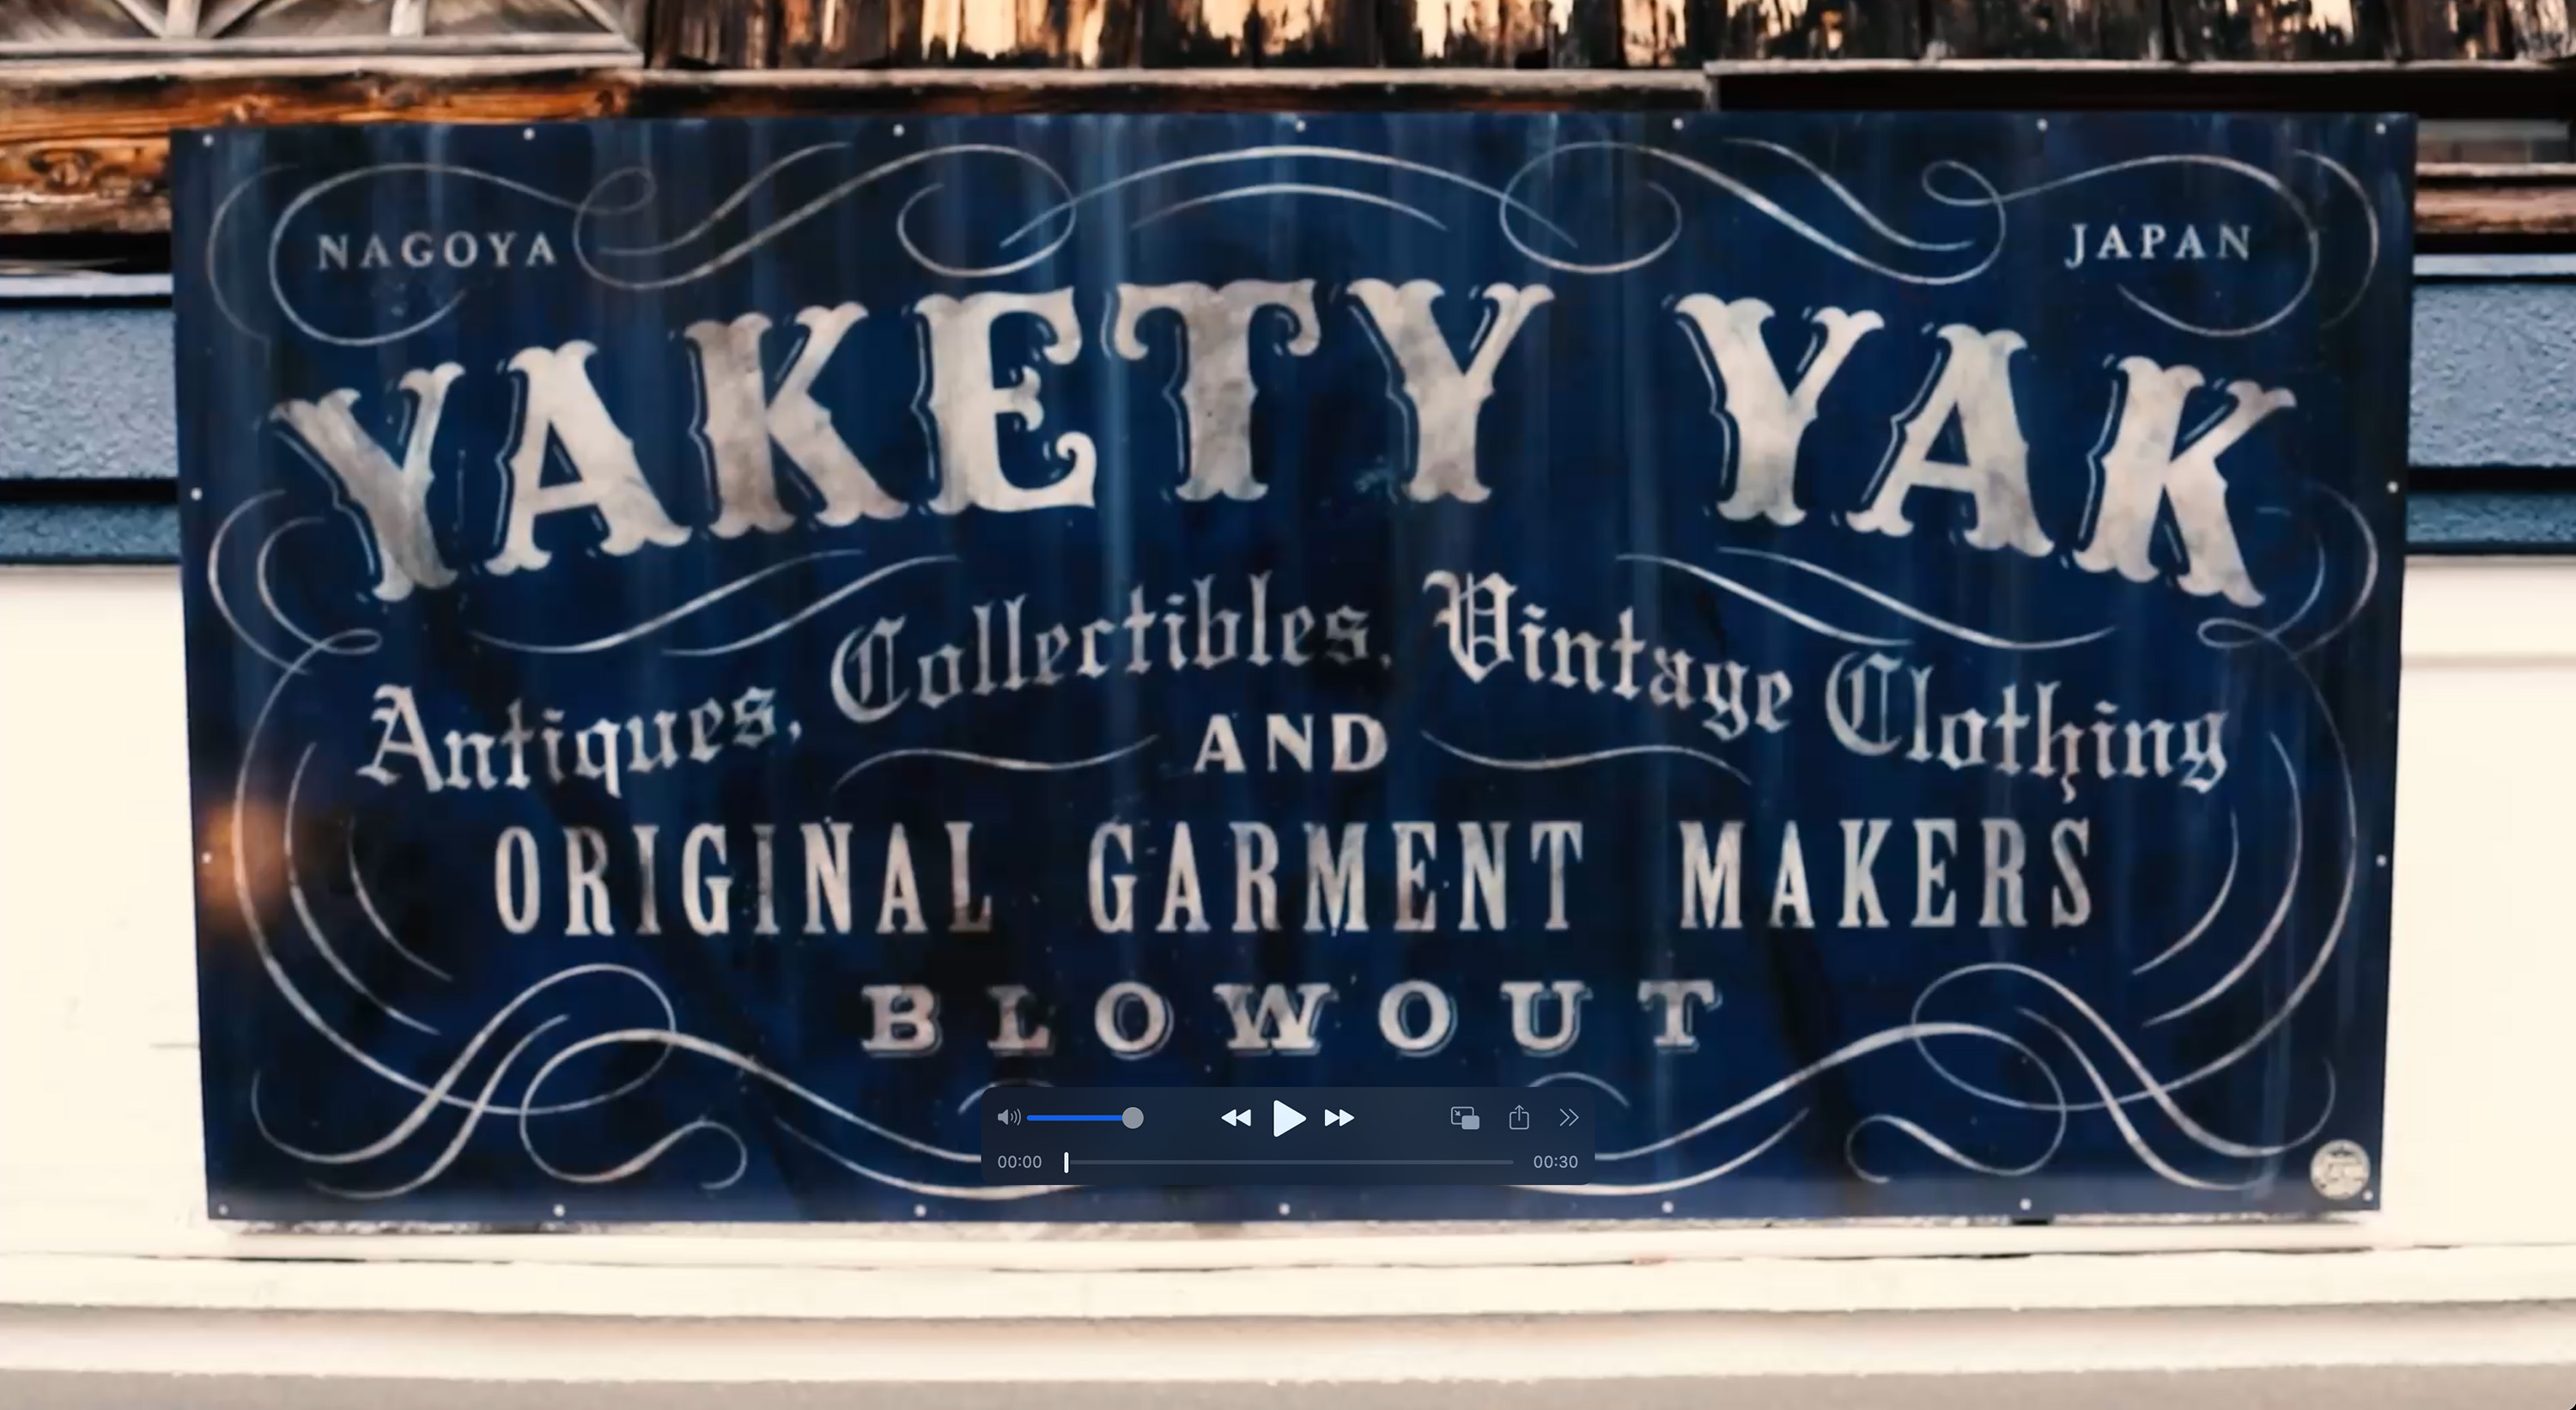 NAGOYA
JAPAN
YAKETY YAK
Antiques, Collectibles, Vintage Clothing
AND
ORIGINAL GARMENT MAKERS
BLOWOUT
00:00
00:30